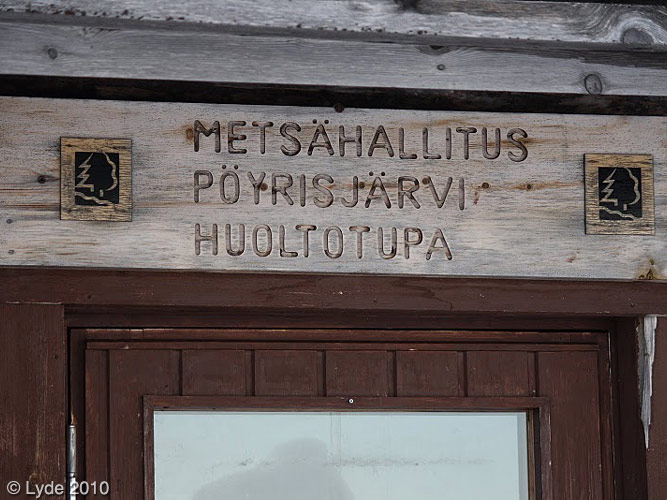 METSÄHALLITUS
PÖYRISJÄRVI
HUOLTOTUPA
© Lyde 2010